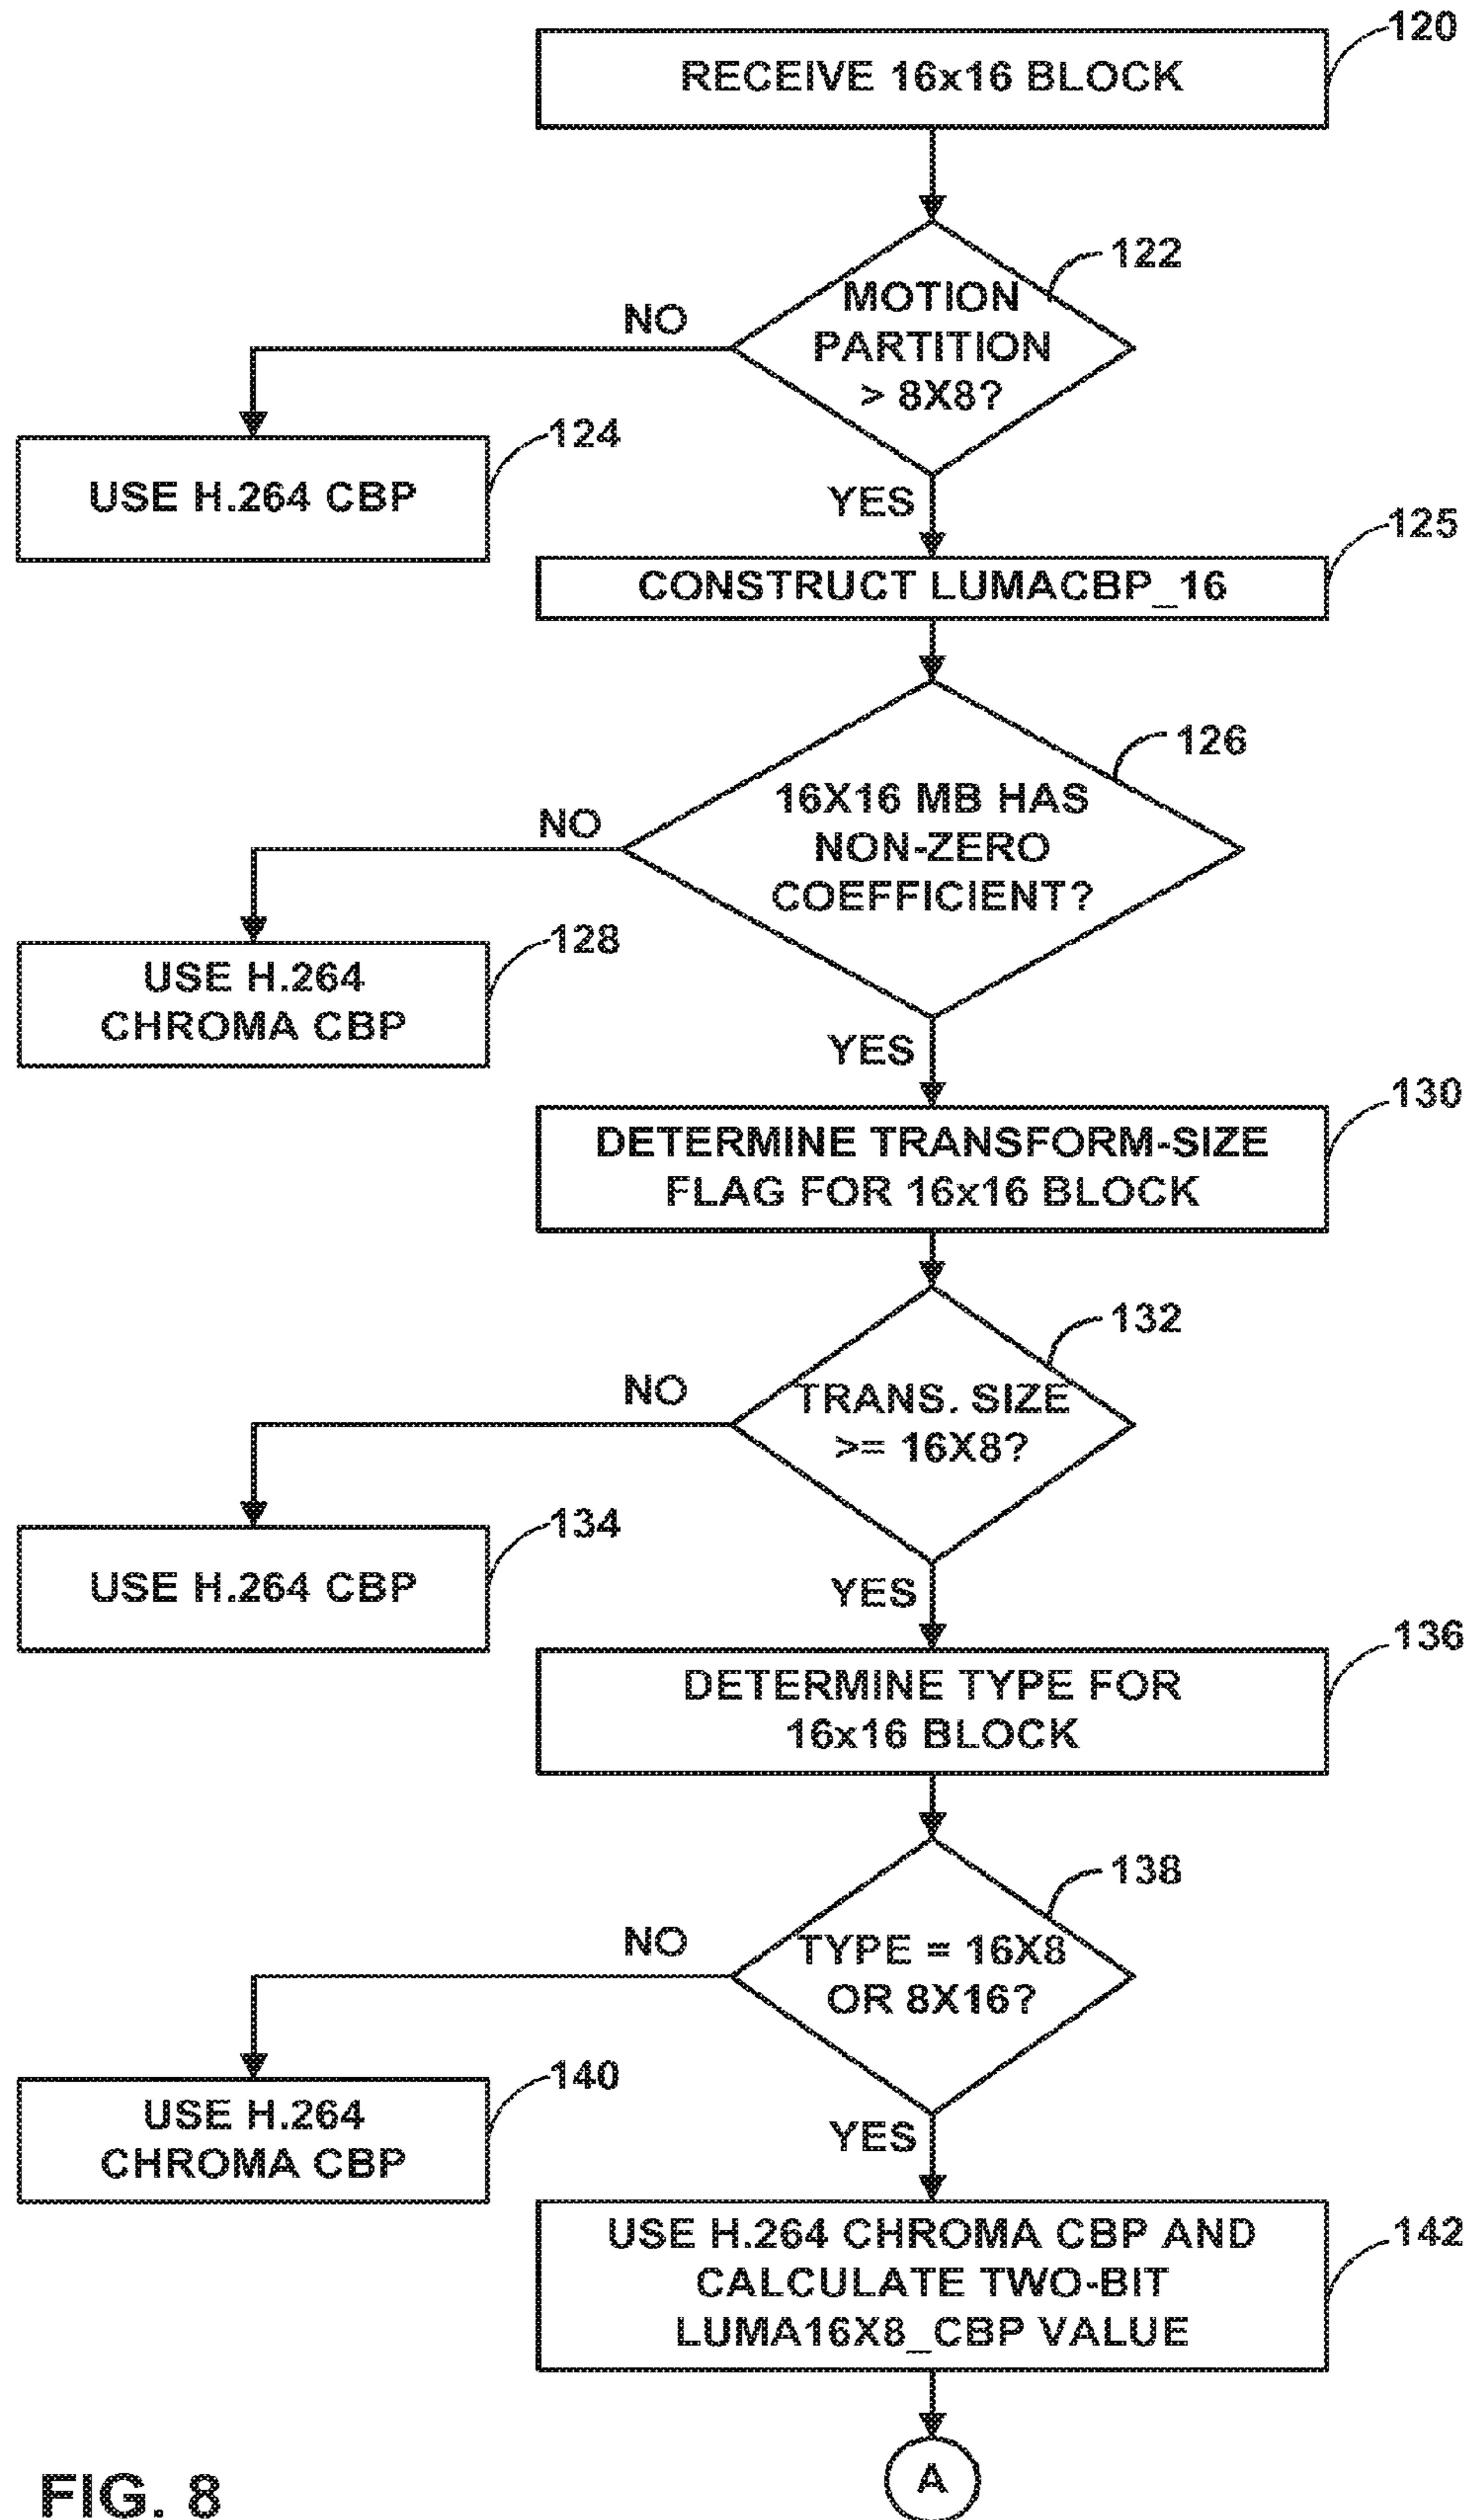 120
RECEIVE 16x16 BLOCK
122
MOTION
PARTITION
> 8X8?
NO
124
USE H.264 CBP
YES
125
CONSTRUCT LUMACBP_16
126
16X16 MB HAS
NON-ZERO
COEFFICIENT?
NO
128
USE H.264
CHROMA CBP
YES
130
DETERMINE TRANSFORM-SIZE
FLAG FOR 16x16 BLOCK
132
TRANS. SIZE
>= 16X8?
NO
134
USE H.264 CBP
YES
136
DETERMINE TYPE FOR
16x16 BLOCK
138
TYPE = 16X8
OR 8X16?
NO
140
USE H.264
CHROMA CBP
YES
142
USE H.264 CHROMA CBP AND
CALCULATE TWO-BIT
LUMA16X8_CBP VALUE
A
FIG. 8